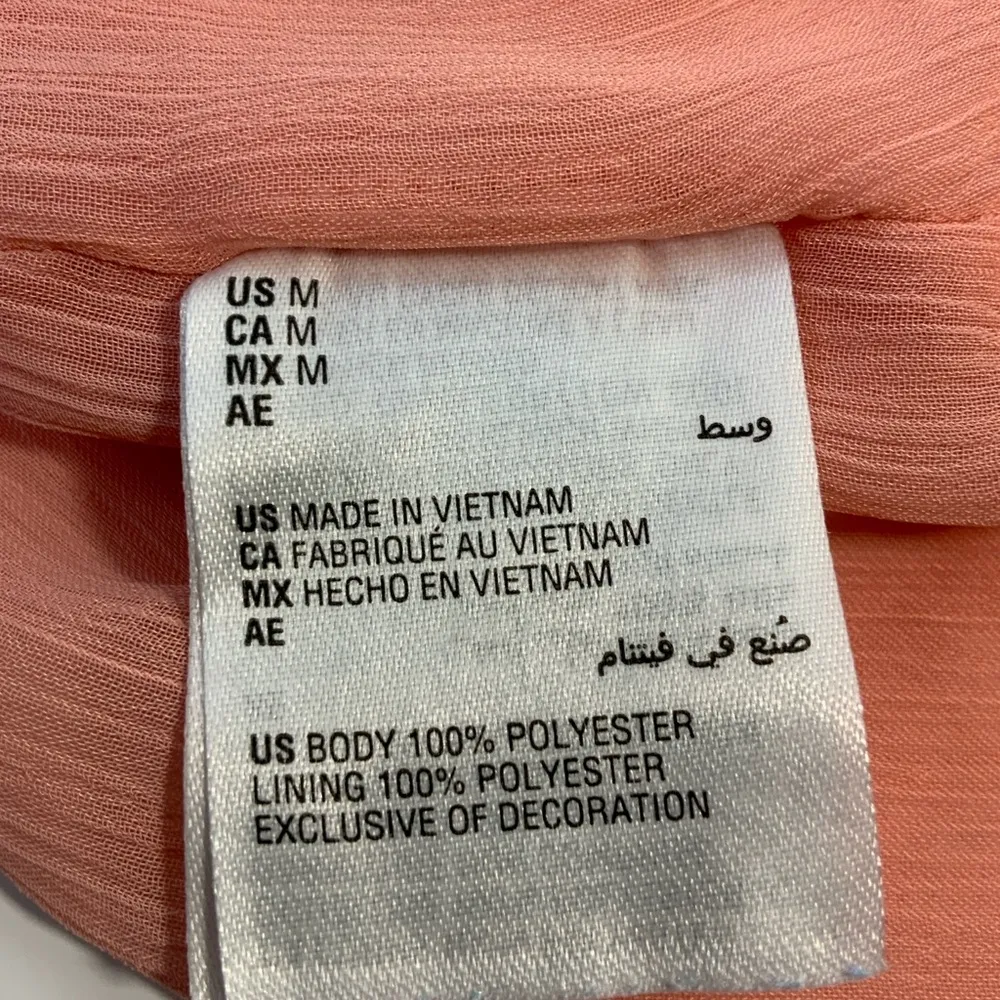 US M
CA M
MX M
AE
وسط
US MADE IN VIETNAM
CA FABRIQUÉ AU VIETNAM
MX HECHO EN VIETNAM
AE
صُنع في فيتنام
US BODY 100% POLYESTER
LINING 100% POLYESTER
EXCLUSIVE OF DECORATION